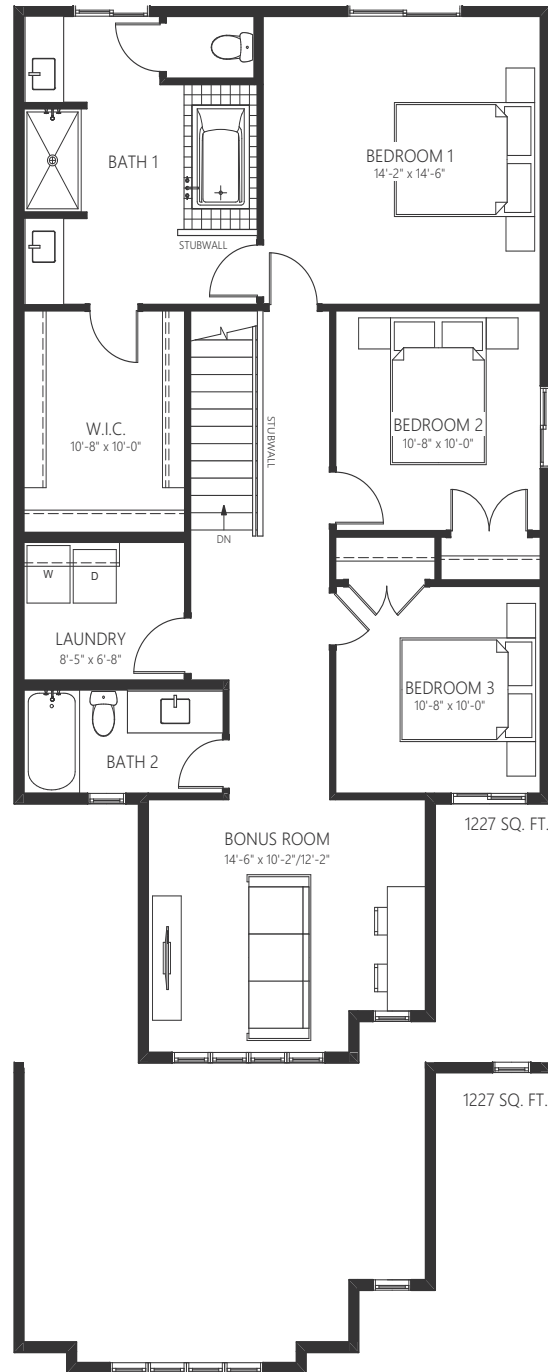 BATH 1
BEDROOM 1
14'-2" x 14'-6"
STUBWALL
W.I.C.
10'-8" x 10'-0"
STUBWALL
BEDROOM 2
10'-8" x 10'-0"
DN
W
D
LAUNDRY
8'-5" x 6'-8"
BEDROOM 3
10'-8" x 10'-0"
BATH 2
1227 SQ. FT.
BONUS ROOM
14'-6" x 10'-2"/12'-2"
1227 SQ. FT.